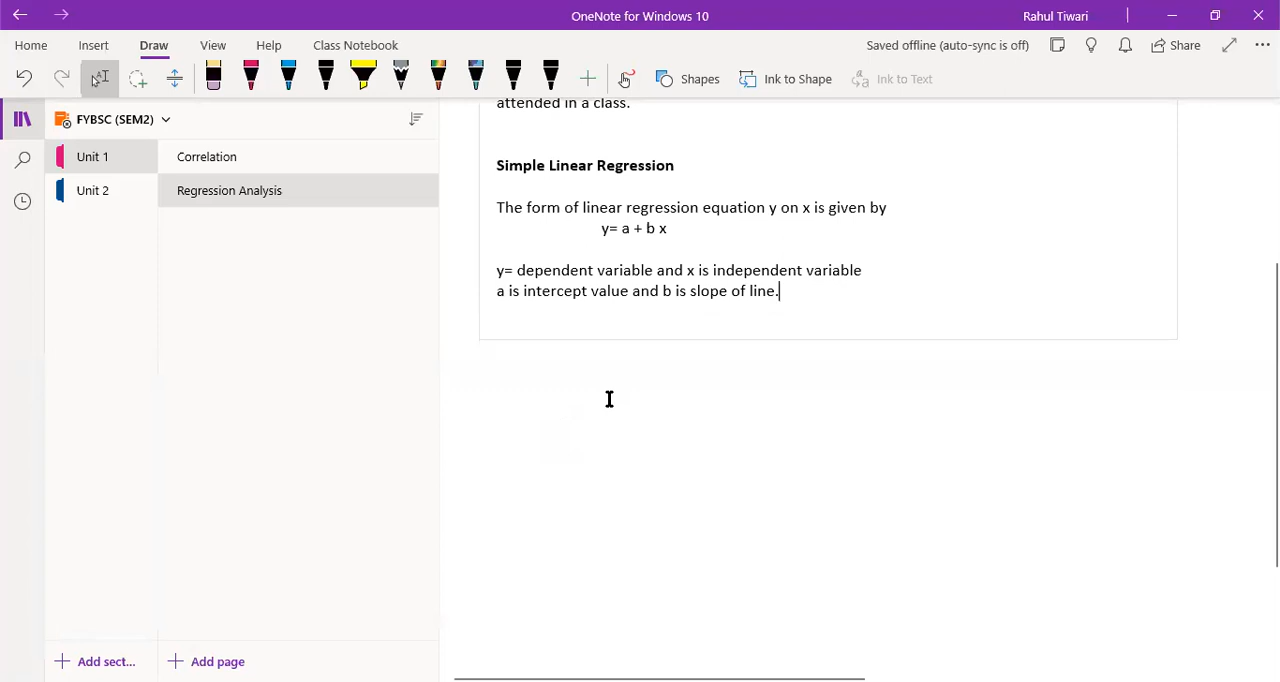 OneNote for Windows 10
Rahul Tiwari
Home
Insert
Draw
View
Help
Class Notebook
Saved offline (auto-sync is off)
Share
Shapes
Ink to Shape
Ink to Text
FYBSC (SEM2)
Unit 1
Unit 2
Correlation
Regression Analysis
Add sect...
Add page
attended in a class.
Simple Linear Regression
The form of linear regression equation y on x is given by
y= a + b x
y= dependent variable and x is independent variable
a is intercept value and b is slope of line.